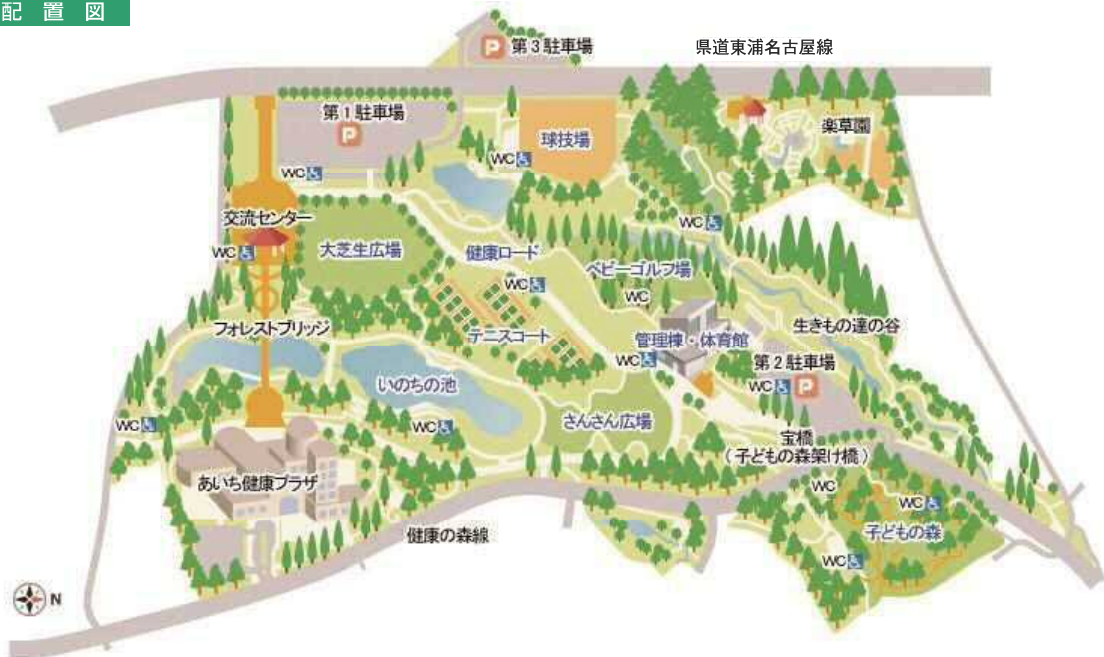 配置図
第3駐車場
県道東浦名古屋線
第1駐車場
P
P
球技場
楽草園
WC
WC
交流センター
WC
WC
大芝生広場
健康ロード
ベビーゴルフ場
WC
WC
フォレストブリッジ
テニスコート
管理棟・体育館
生きもの達の谷
WC
第2駐車場
いのちの池
WC
P
さんさん広場
WC
WC
宝橋
(子どもの森架け橋)
あいち健康プラザ
WC
WC
健康の森線
子どもの森
WC
N